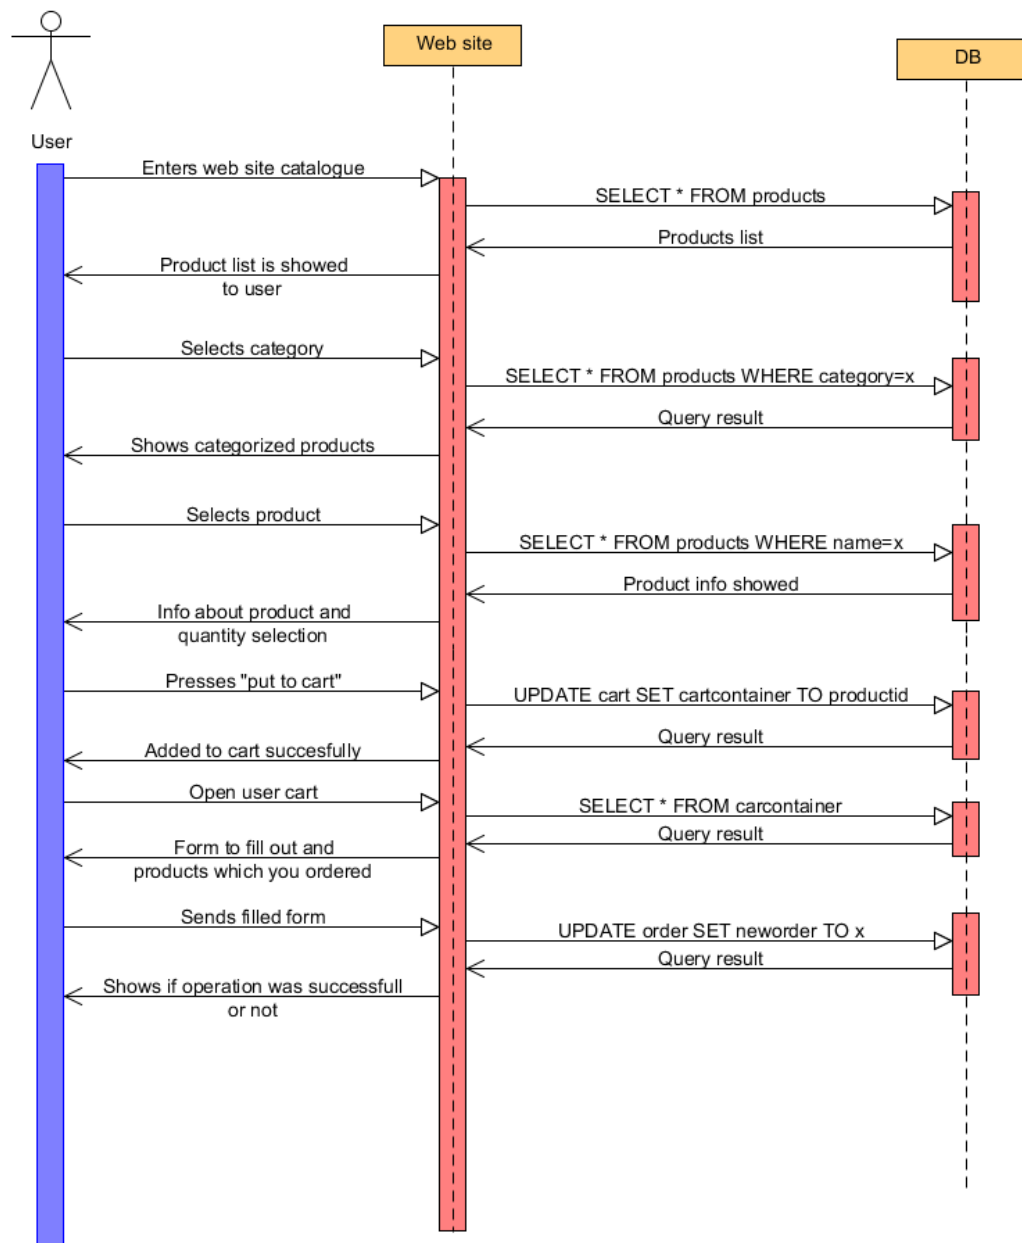 Web site
DB
User
Enters web site catalogue
SELECT * FROM products
Products list
Product list is showed
to user
Selects category
SELECT * FROM products WHERE category=x
Query result
Shows categorized products
Selects product
SELECT * FROM products WHERE name=x
Product info showed
Info about product and
quantity selection
Presses "put to cart"
UPDATE cart SET cartcontainer TO productid
Query result
Added to cart succesfully
Open user cart
SELECT * FROM carcontainer
Query result
Form to fill out and
products which you ordered
Sends filled form
UPDATE order SET neworder TO x
Query result
Shows if operation was successfull
or not